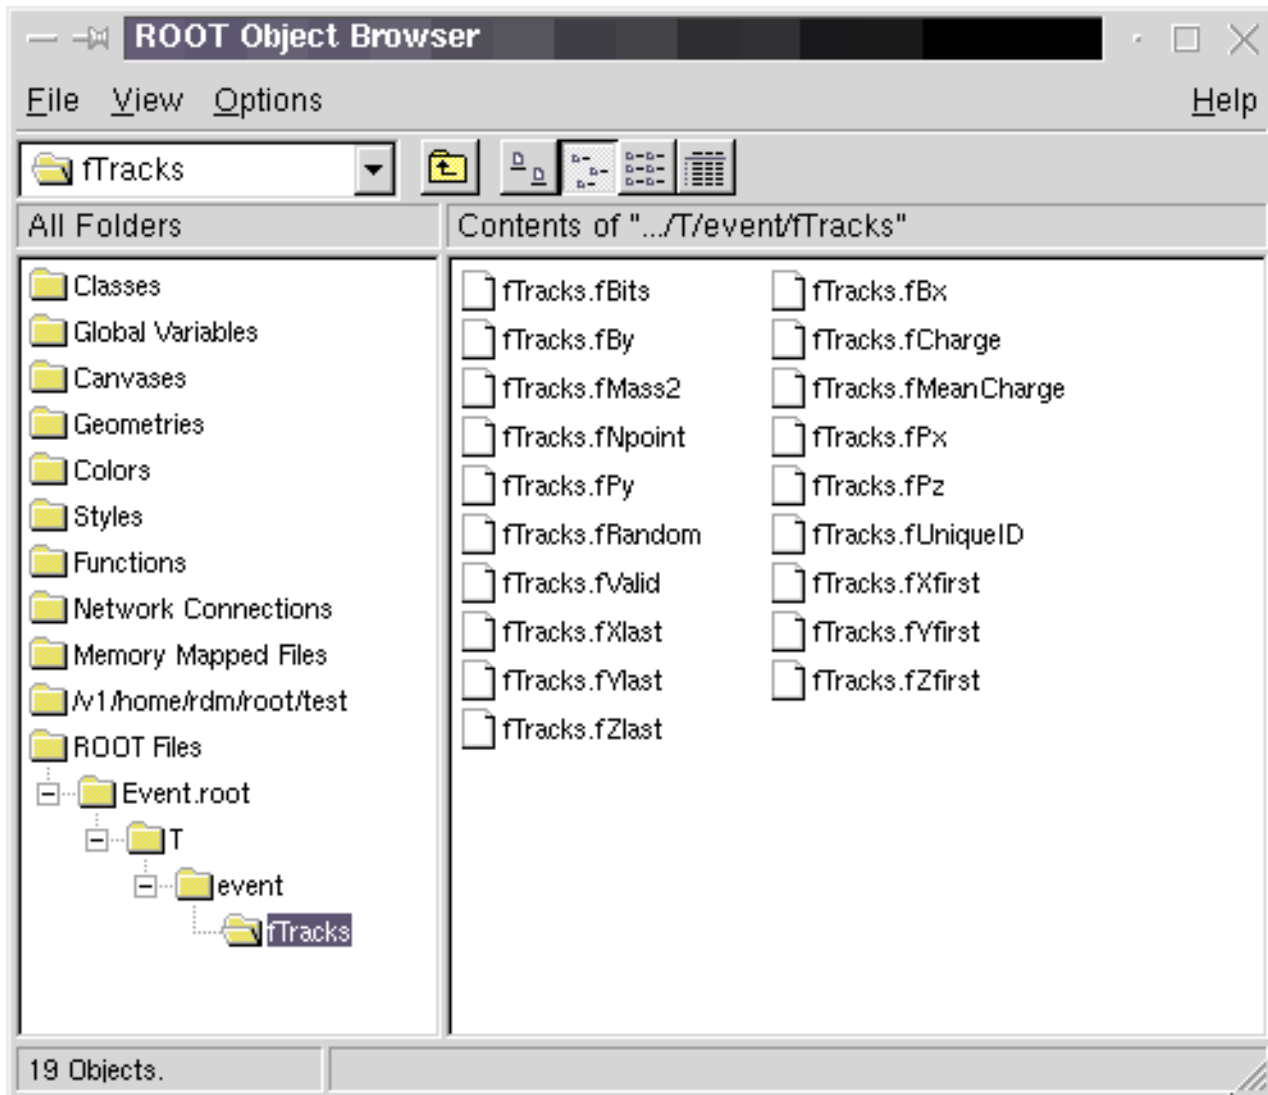 ROOT Object Browser
File View Options Help
fTracks
All Folders
Contents of ".../T/event/fTracks"
Classes
Global Variables
Canvases
Geometries
Colors
Styles
Functions
Network Connections
Memory Mapped Files
/v1/home/rdm/root/test
ROOT Files
Event.root
T
event
fTracks
fTracks.fBits fTracks.fBx
fTracks.fBy fTracks.fCharge
fTracks.fMass2 fTracks.fMeanCharge
fTracks.fNpoint fTracks.fPx
fTracks.fPy fTracks.fPz
fTracks.fRandom fTracks.fUniqueID
fTracks.fValid fTracks.fXfirst
fTracks.fXlast fTracks.fYfirst
fTracks.fYlast fTracks.fZfirst
fTracks.fZlast
19 Objects.